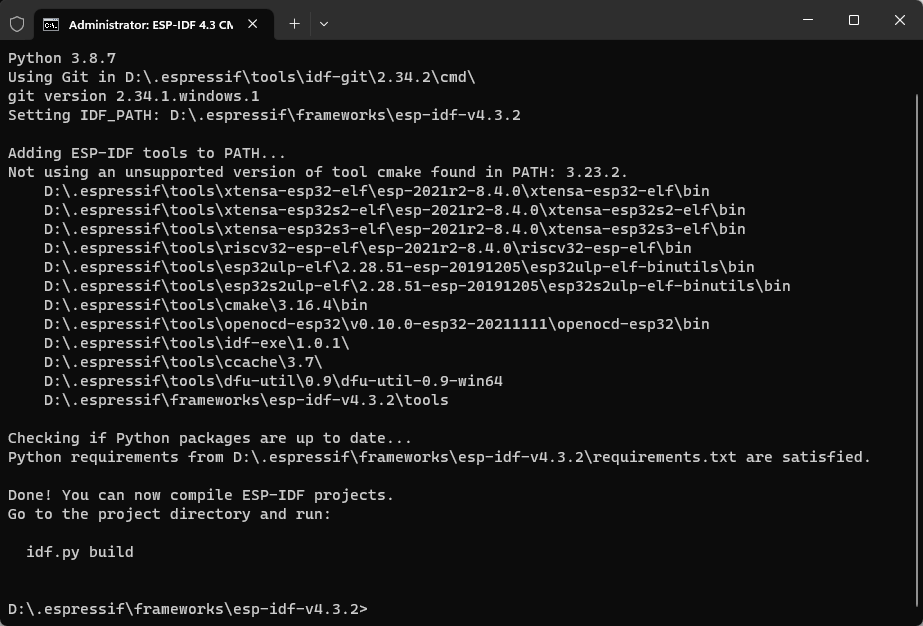 Administrator: ESP-IDF 4.3 CM
Python 3.8.7
Using Git in D:\.espressif\tools\idf-git\2.34.2\cmd\
git version 2.34.1.windows.1
Setting IDF_PATH: D:\.espressif\frameworks\esp-idf-v4.3.2
Adding ESP-IDF tools to PATH...
Not using an unsupported version of tool cmake found in PATH: 3.23.2.
D:\.espressif\tools\xtensa-esp32-elf\esp-2021r2-8.4.0\xtensa-esp32-elf\bin
D:\.espressif\tools\xtensa-esp32s2-elf\esp-2021r2-8.4.0\xtensa-esp32s2-elf\bin
D:\.espressif\tools\xtensa-esp32s3-elf\esp-2021r2-8.4.0\xtensa-esp32s3-elf\bin
D:\.espressif\tools\riscv32-esp-elf\esp-2021r2-8.4.0\riscv32-esp-elf\bin
D:\.espressif\tools\esp32ulp-elf\2.28.51-esp-20191205\esp32ulp-elf-binutils\bin
D:\.espressif\tools\esp32s2ulp-elf\2.28.51-esp-20191205\esp32s2ulp-elf-binutils\bin
D:\.espressif\tools\cmake\3.16.4\bin
D:\.espressif\tools\openocd-esp32\v0.10.0-esp32-20211111\openocd-esp32\bin
D:\.espressif\tools\idf-exe\1.0.1\
D:\.espressif\tools\ccache\3.7\
D:\.espressif\tools\dfu-util\0.9\dfu-util-0.9-win64
D:\.espressif\frameworks\esp-idf-v4.3.2\tools
Checking if Python packages are up to date...
Python requirements from D:\.espressif\frameworks\esp-idf-v4.3.2\requirements.txt are satisfied.
Done! You can now compile ESP-IDF projects.
Go to the project directory and run:
idf.py build
D:\.espressif\frameworks\esp-idf-v4.3.2>